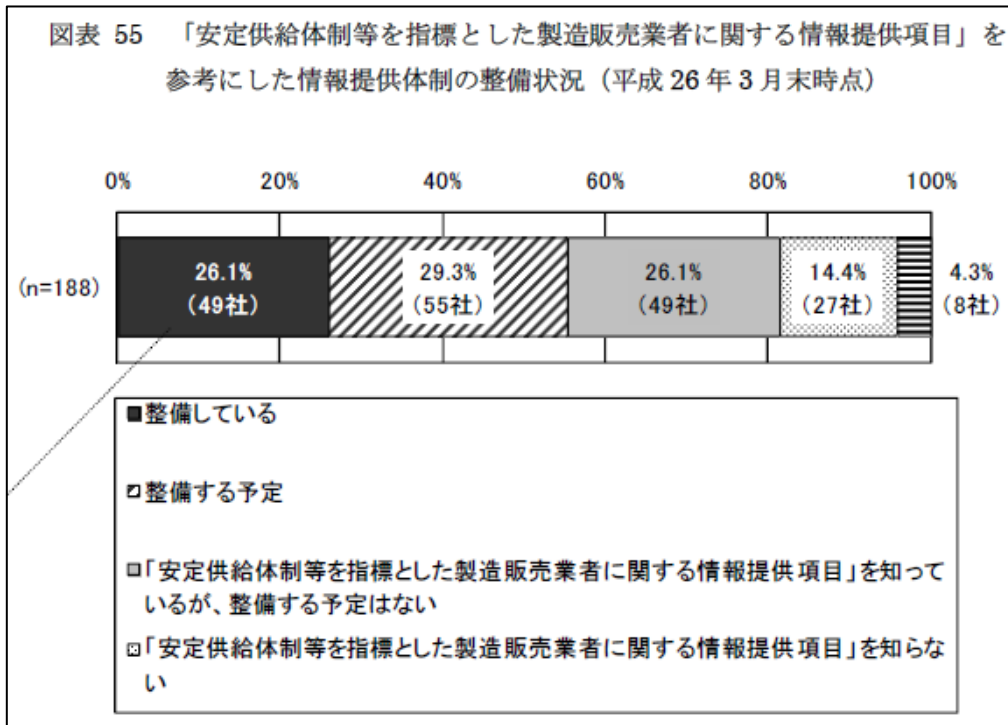 図表 55 「安定供給体制等を指標とした製造販売業者に関する情報提供項目」を
参考にした情報提供体制の整備状況（平成 26 年 3 月末時点）
0% 20% 40% 60% 80% 100%
(n=188)
26.1% 29.3% 26.1% 14.4% 4.3%
(49社) (55社) (49社) (27社) (8社)
整備している
整備する予定
「安定供給体制等を指標とした製造販売業者に関する情報提供項目」を知って
いるが、整備する予定はない
「安定供給体制等を指標とした製造販売業者に関する情報提供項目」を知らな
い